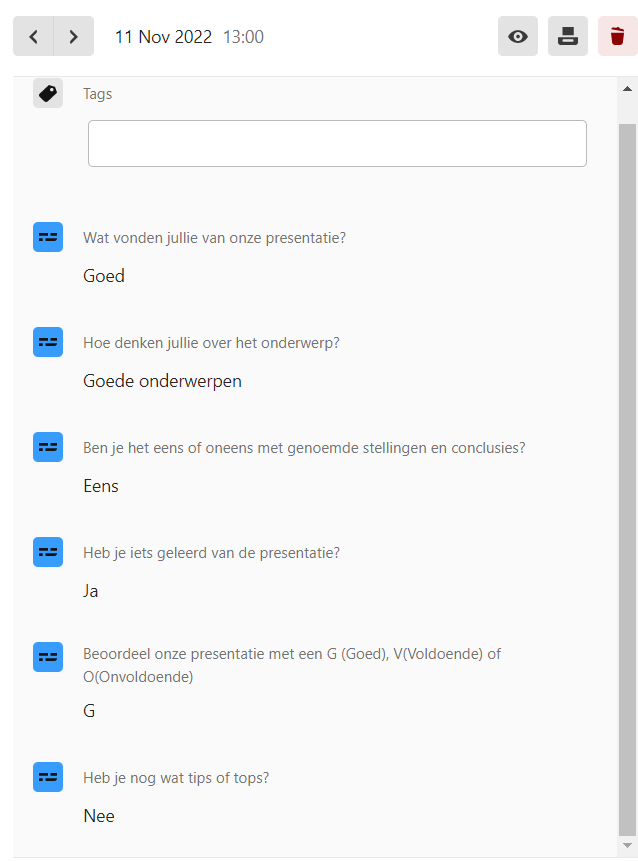 11 Nov 2022 13:00
Tags
Wat vonden jullie van onze presentatie?
Goed
Hoe denken jullie over het onderwerp?
Goede onderwerpen
Ben je het eens of oneens met genoemde stellingen en conclusies?
Eens
Heb je iets geleerd van de presentatie?
Ja
Beoordeel onze presentatie met een G (Goed), V(Voldoende) of
O(Onvoldoende)
G
Heb je nog wat tips of tops?
Nee